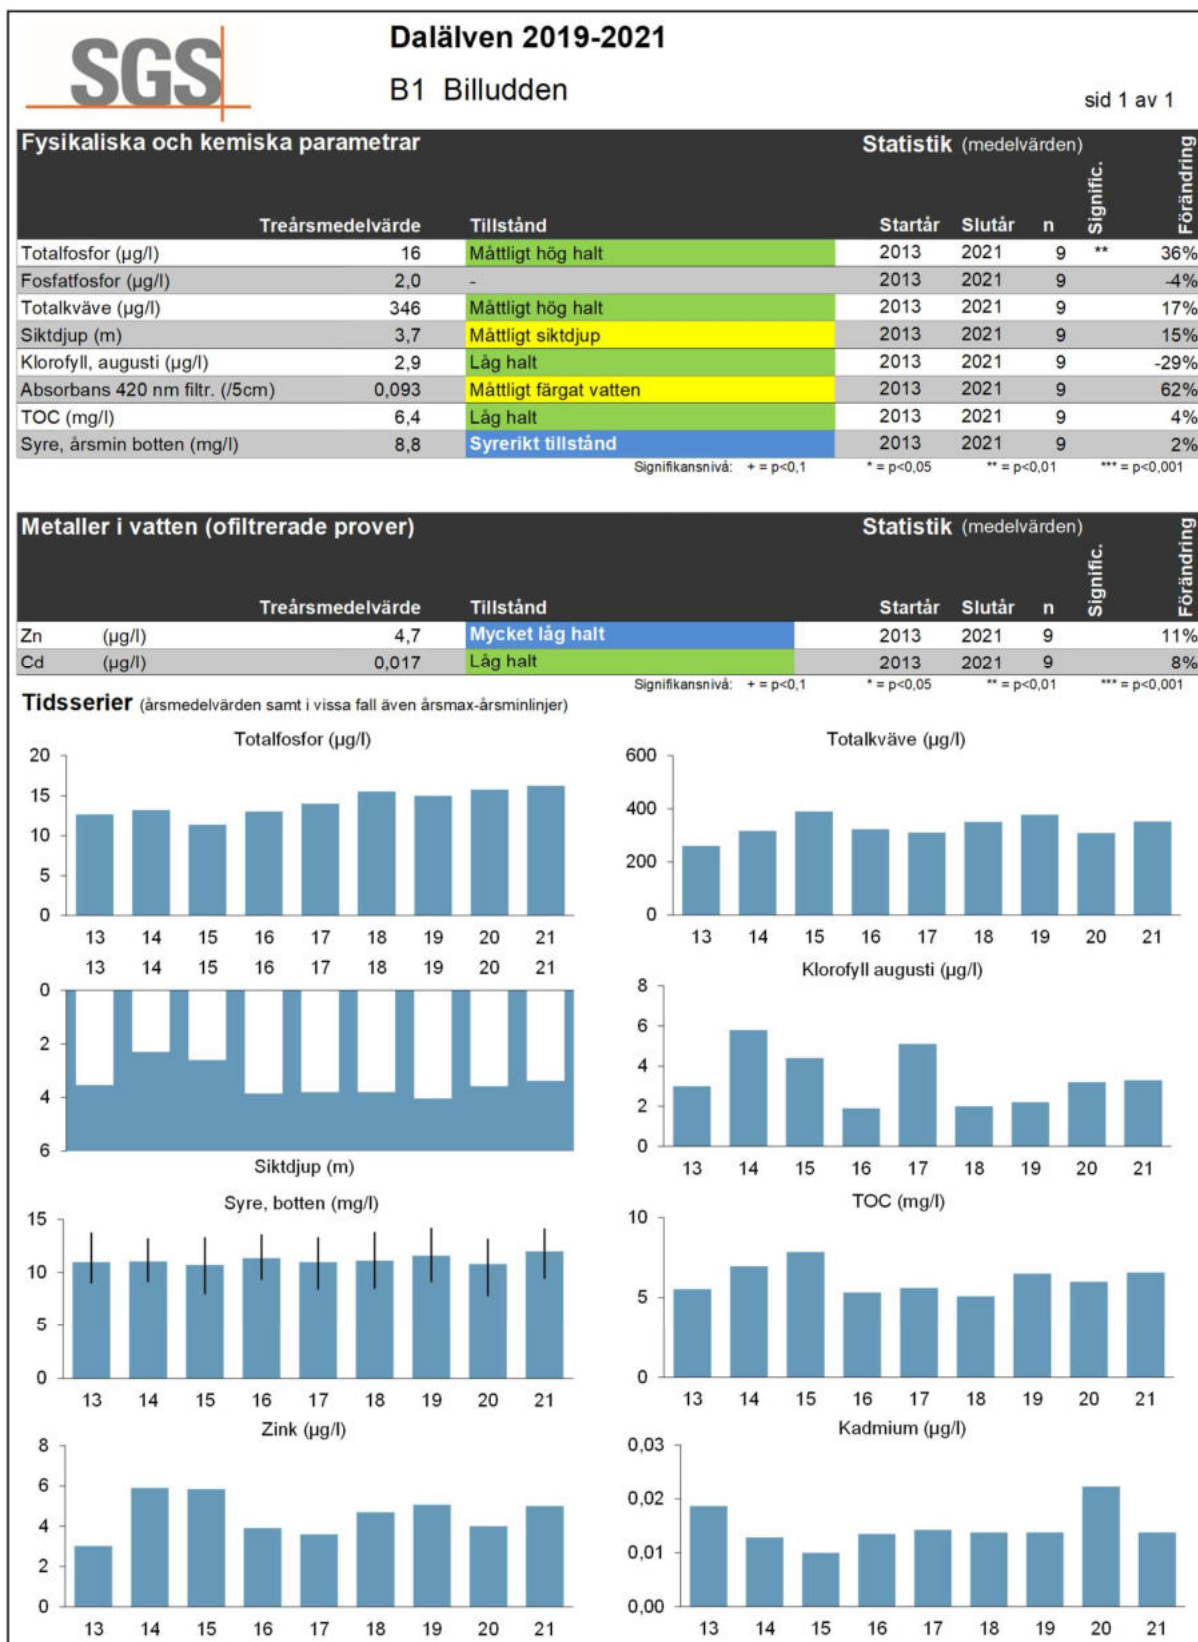 SGS
Dalälven 2019-2021
B1 Billudden
sid 1 av 1
Fysikaliska och kemiska parametrar Statistik (medelvärden)
Treårsmedelvärde Tillstånd Startår Slutår n Signific. Förändring
Totalfosfor (µg/l) 16 Måttligt hög halt 2013 2021 9 ** 36%
Fosfatfosfor (µg/l) 2,0 - 2013 2021 9 -4%
Totalkväve (µg/l) 346 Måttligt hög halt 2013 2021 9 17%
Siktdjup (m) 3,7 Måttligt siktdjup 2013 2021 9 15%
Klorofyll, augusti (µg/l) 2,9 Låg halt 2013 2021 9 -29%
Absorbans 420 nm filtr. (/5cm) 0,093 Måttligt färgat vatten 2013 2021 9 62%
TOC (mg/l) 6,4 Låg halt 2013 2021 9 4%
Syre, årsmin botten (mg/l) 8,8 Syrerikt tillstånd 2013 2021 9 2%
Signifikansnivå: + = p<0,1 * = p<0,05 ** = p<0,01 *** = p<0,001
Metaller i vatten (ofiltrerade prover) Statistik (medelvärden)
Treårsmedelvärde Tillstånd Startår Slutår n Signific. Förändring
Zn (µg/l) 4,7 Mycket låg halt 2013 2021 9 11%
Cd (µg/l) 0,017 Låg halt 2013 2021 9 8%
Signifikansnivå: + = p<0,1 * = p<0,05 ** = p<0,01 *** = p<0,001
Tidsserier (årsmedelvärden samt i vissa fall även årsmax-årsminlinjer)
Totalfosfor (µg/l)
20
15
10
5
0
13 14 15 16 17 18 19 20 21
Totalkväve (µg/l)
600
400
200
0
13 14 15 16 17 18 19 20 21
13 14 15 16 17 18 19 20 21
0
2
4
6
Siktdjup (m)
Klorofyll augusti (µg/l)
8
6
4
2
0
13 14 15 16 17 18 19 20 21
Syre, botten (mg/l)
15
10
5
0
13 14 15 16 17 18 19 20 21
TOC (mg/l)
10
5
0
13 14 15 16 17 18 19 20 21
Zink (µg/l)
8
6
4
2
0
13 14 15 16 17 18 19 20 21
Kadmium (µg/l)
0,03
0,02
0,01
0,00
13 14 15 16 17 18 19 20 21